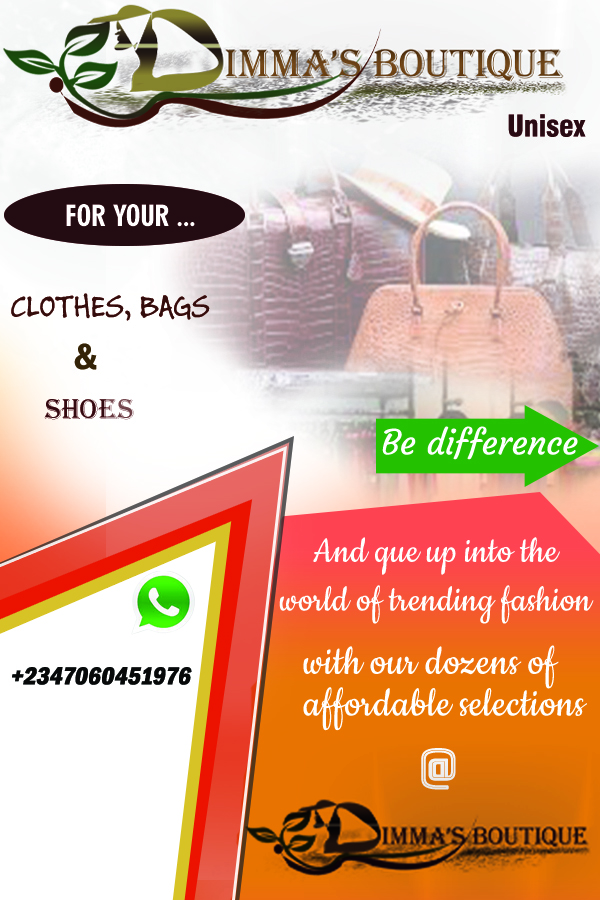 DIMMA'S BOUTIQUE
Unisex
FOR YOUR ...
CLOTHES, BAGS
&
SHOES
Be difference
And que up into the
world of trending fashion
with our dozens of
affordable selections
@
DIMMA'S BOUTIQUE
+2347060451976